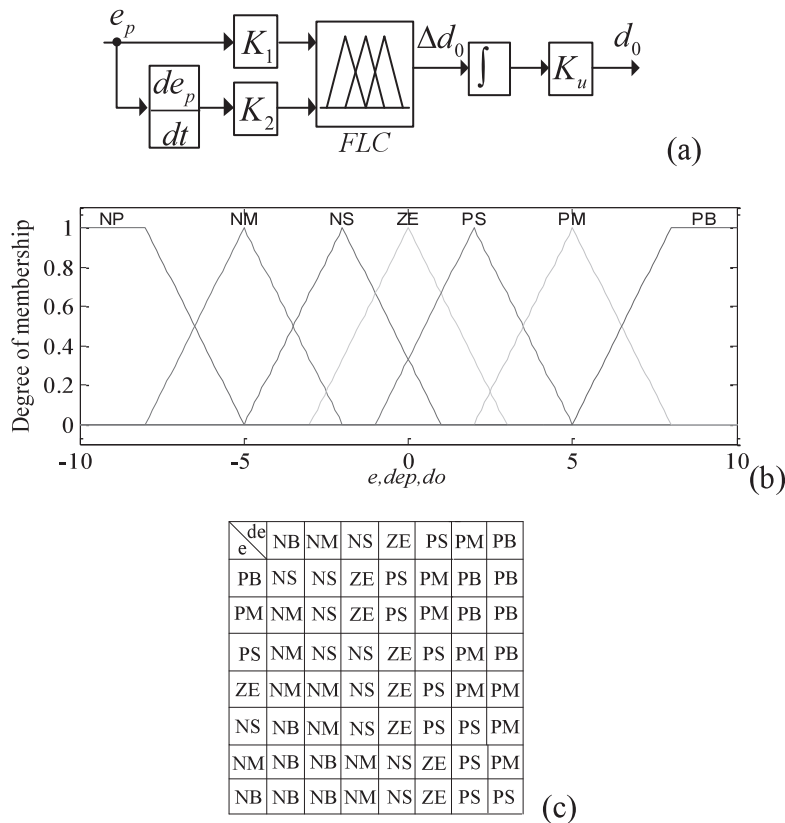 e_p
K_1
Δd_0
∫
K_u
d_0
de_p
dt
K_2
FLC
(a)
NP NM NS ZE PS PM PB
1
0.8
0.6
0.4
0.2
0
Degree of membership
-10 -5 0 5 10
e,dep,do
(b)
e de NB NM NS ZE PS PM PB
PB NS NS ZE PS PM PB PB
PM NM NS ZE PS PM PB PB
PS NM NS NS ZE PS PM PB
ZE NM NM NS ZE PS PM PM
NS NB NM NS ZE PS PS PM
NM NB NB NM NS ZE PS PM
NB NB NB NM NS ZE PS PS
(c)